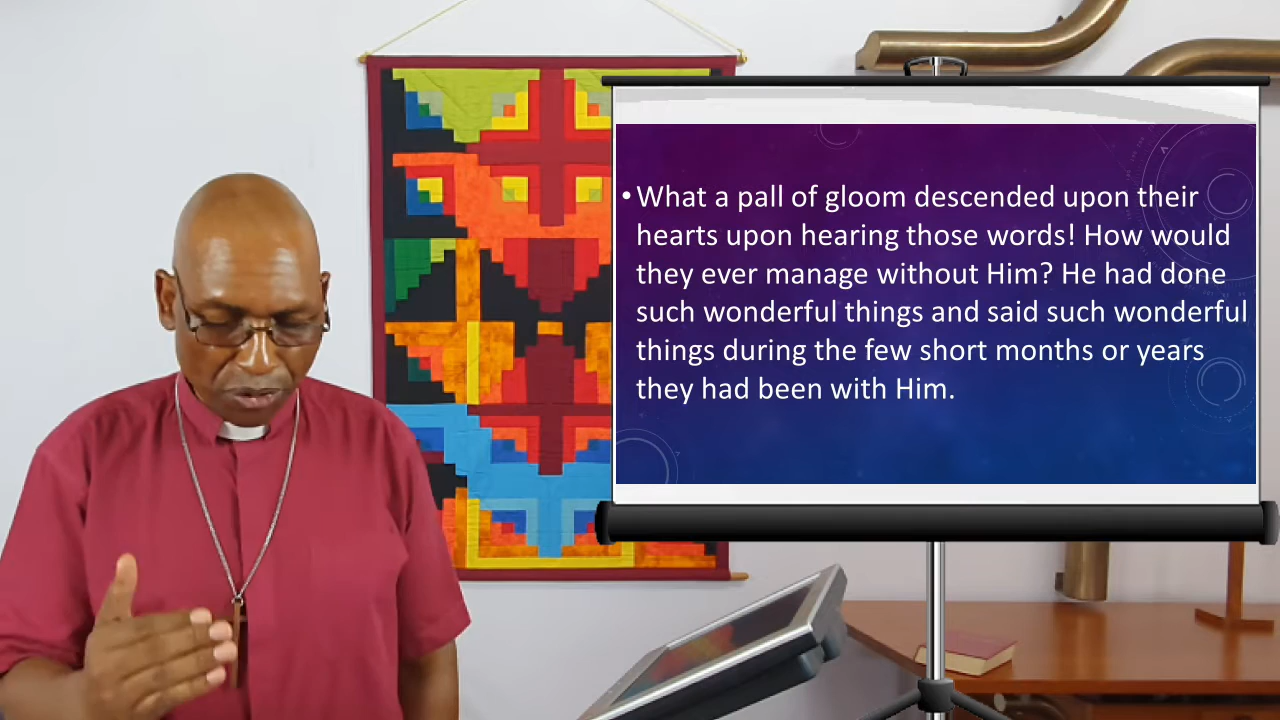 • What a pall of gloom descended upon their
hearts upon hearing those words! How would
they ever manage without Him? He had done
such wonderful things and said such wonderful
things during the few short months or years
they had been with Him.